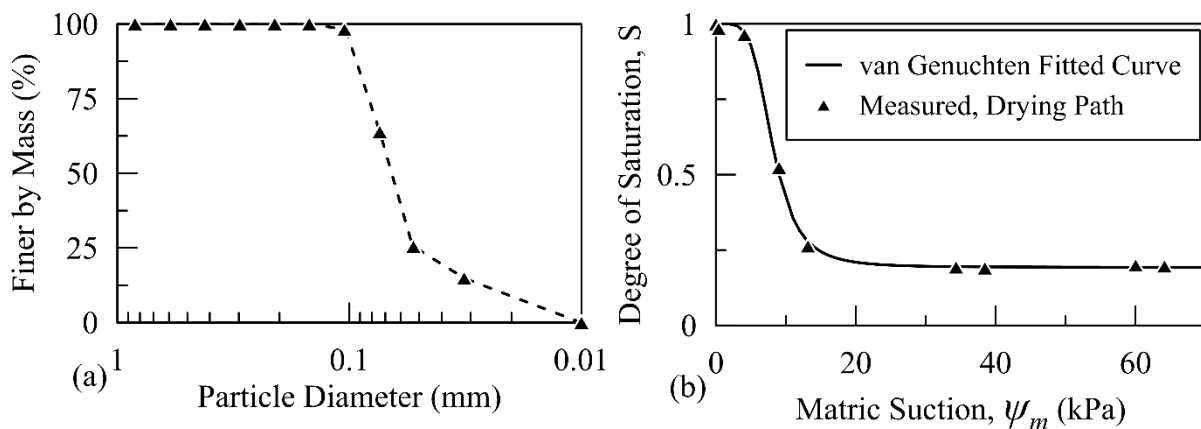 100
75
50
25
0
Finer by Mass (%)
1
0.1
0.01
(a)
Particle Diameter (mm)
1
0.5
0
Degree of Saturation, S
van Genuchten Fitted Curve
Measured, Drying Path
0
20
40
60
(b)
Matric Suction, ψm (kPa)